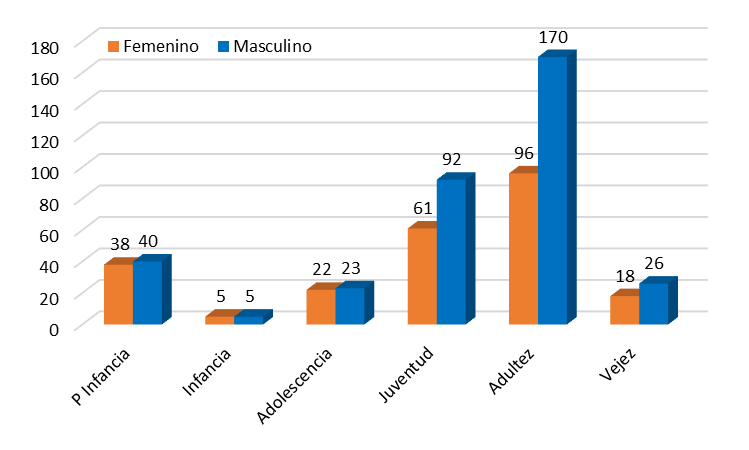 Femenino Masculino
180
160
140
120
100
80
60
40
20
0
38 40
5 5
22 23
61 92
96 170
18 26
P Infancia
Infancia
Adolescencia
Juventud
Adultez
Vejez